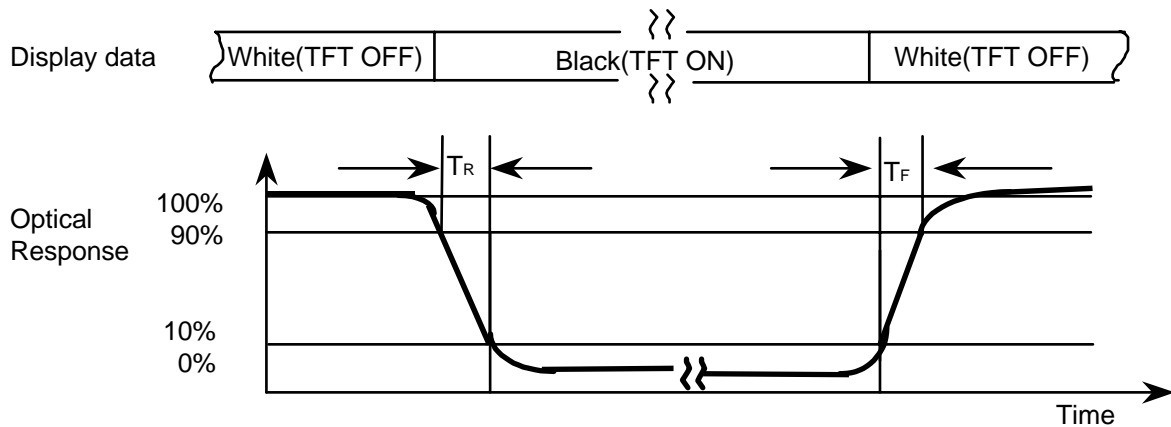 Display data
White(TFT OFF)
Black(TFT ON)
White(TFT OFF)
TR
TF
Optical
Response
100%
90%
10%
0%
Time